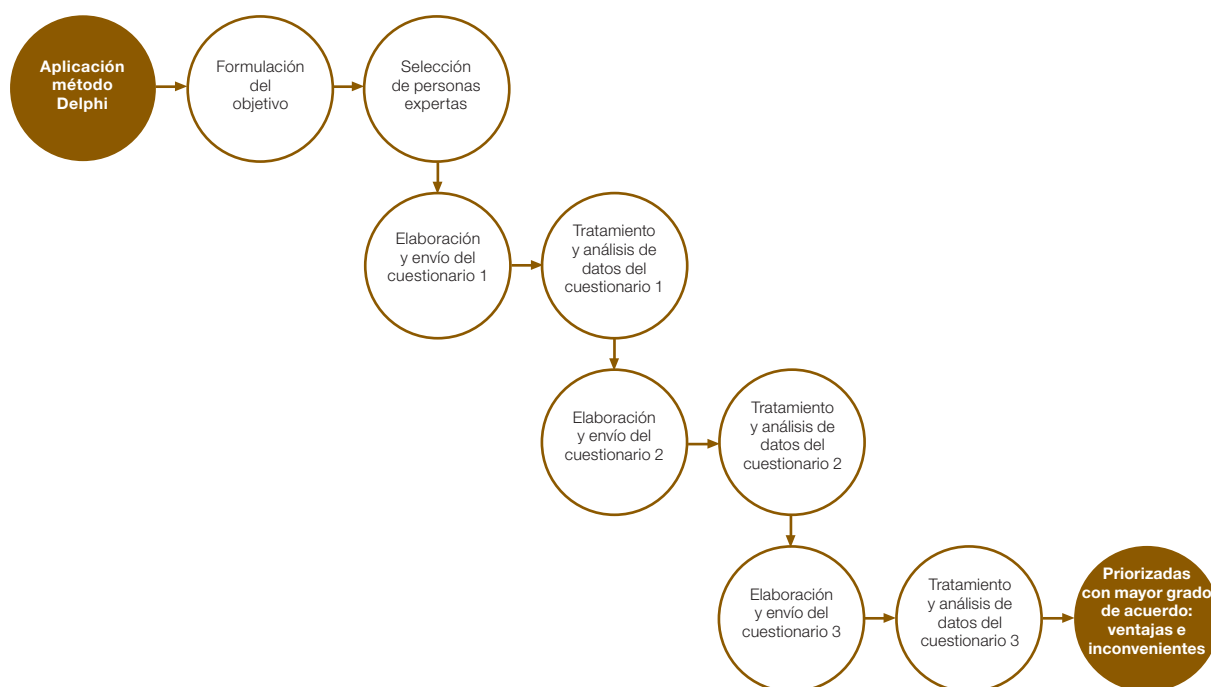 Aplicación
método
Delphi
Formulación
del
objetivo
Selección
de personas
expertas
Elaboración
y envío del
cuestionario 1
Tratamiento
y análisis de
datos del
cuestionario 1
Elaboración
y envío del
cuestionario 2
Tratamiento
y análisis de
datos del
cuestionario 2
Elaboración
y envío del
cuestionario 3
Tratamiento
y análisis de
datos del
cuestionario 3
Priorizadas
con mayor grado
de acuerdo:
ventajas e
inconvenientes